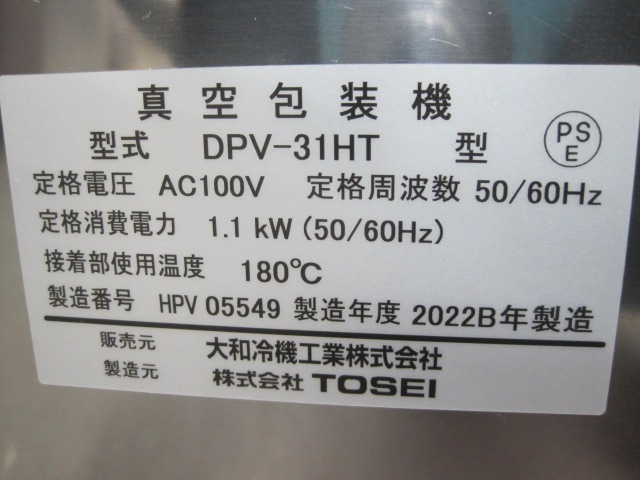 真空包装機
型式 DPV-31HT 型 PSE
定格電圧 AC100V 定格周波数 50/60Hz
定格消費電力 1.1 kW (50/60Hz)
接着部使用温度 180℃
製造番号 HPV 05549 製造年度 2022B年製造
販売元 大和冷機工業株式会社
製造元 株式会社 TOSEI